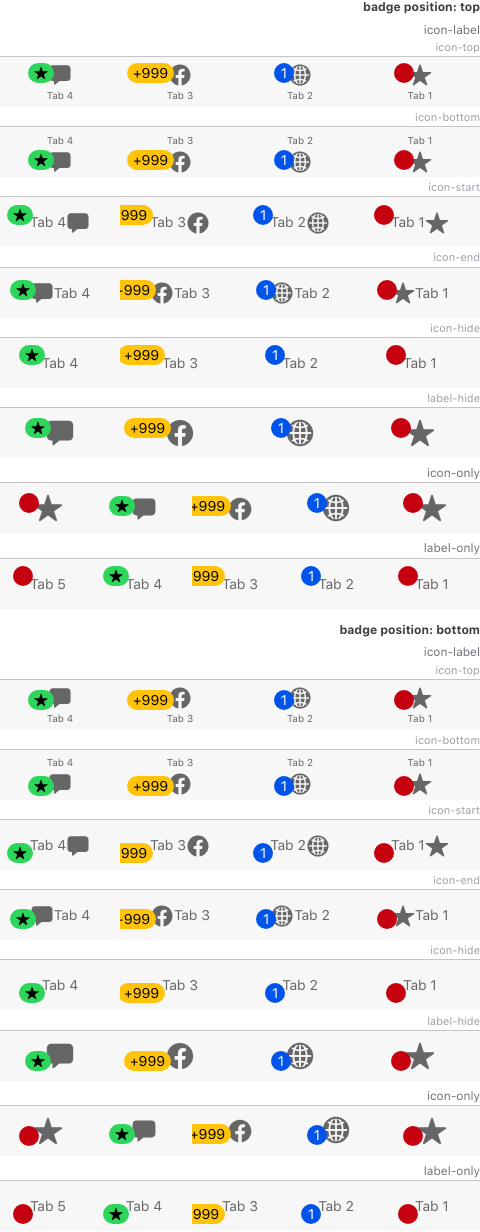 badge position: top
icon-label
icon-top
+999 1
Tab 4 Tab 3 Tab 2 Tab 1
icon-bottom
Tab 4 Tab 3 Tab 2 Tab 1
+999 1
icon-start
Tab 4 999 Tab 3 1 Tab 2 Tab 1
icon-end
Tab 4 +999 Tab 3 1 Tab 2 Tab 1
icon-hide
Tab 4 +999 Tab 3 1 Tab 2 Tab 1
label-hide
+999 1
icon-only
+999 1
label-only
Tab 5 Tab 4 999 Tab 3 1 Tab 2 Tab 1
badge position: bottom
icon-label
icon-top
+999 1
Tab 4 Tab 3 Tab 2 Tab 1
icon-bottom
Tab 4 Tab 3 Tab 2 Tab 1
+999 1
icon-start
Tab 4 999 Tab 3 1 Tab 2 Tab 1
icon-end
Tab 4 +999 Tab 3 1 Tab 2 Tab 1
icon-hide
Tab 4 +999 Tab 3 1 Tab 2 Tab 1
label-hide
+999 1
icon-only
+999 1
label-only
Tab 5 Tab 4 999 Tab 3 1 Tab 2 Tab 1